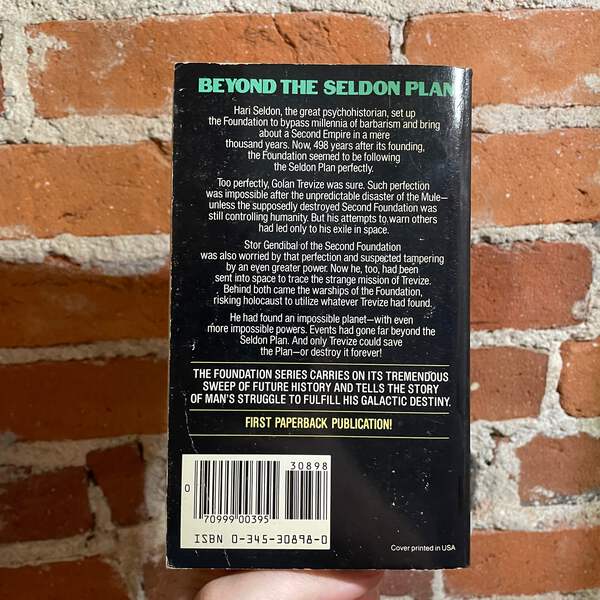 BEYOND THE SELDON PLAN
Hari Seldon, the great psychohistorian, set up
the Foundation to bypass millennia of barbarism and bring
about a Second Empire in a mere
thousand years. Now, 498 years after its founding,
the Foundation seemed to be following
the Seldon Plan perfectly.
Too perfectly, Golan Trevize was sure. Such perfection
was impossible after the unpredictable disaster of the Mule—
unless the supposedly destroyed Second Foundation was
still controlling humanity. But his attempts to warn others
had led only to his exile in space.
Stor Gendibal of the Second Foundation
was also worried by that perfection and suspected tampering
by an even greater power. Now he, too, had been
sent into space to trace the strange mission of Trevize.
Behind both came the warships of the Foundation,
risking holocaust to utilize whatever Trevize had found.
He had found an impossible planet—with even
more impossible powers. Events had gone far beyond the
Seldon Plan. And only Trevize could save
the Plan—or destroy it forever!
THE FOUNDATION SERIES CARRIES ON ITS TREMENDOUS
SWEEP OF FUTURE HISTORY AND TELLS THE STORY
OF MAN'S STRUGGLE TO FULFILL HIS GALACTIC DESTINY.
FIRST PAPERBACK PUBLICATION!
30898
0
70999 00395
ISBN 0-345-30898-0
Cover printed in USA